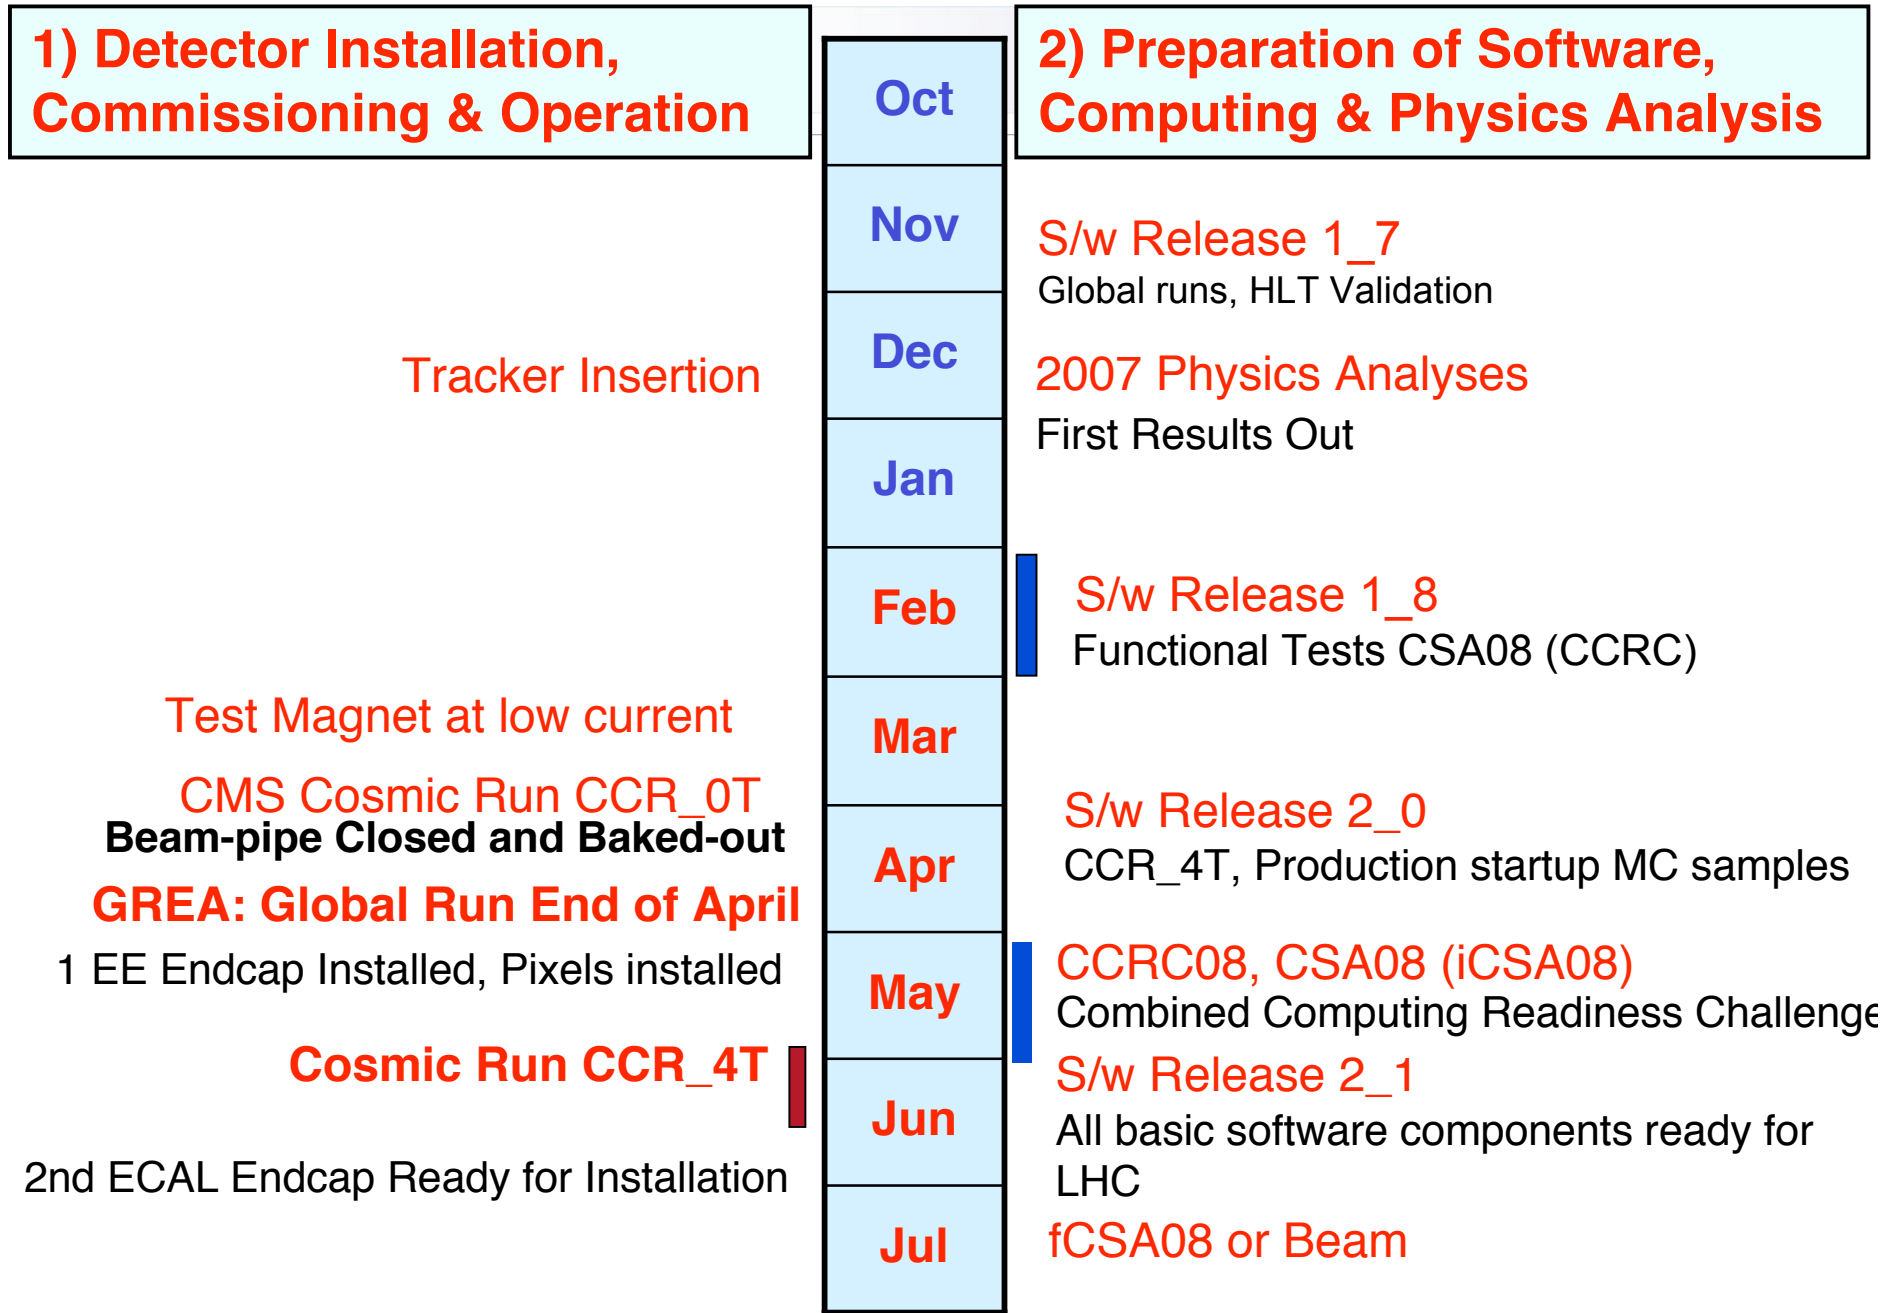 1) Detector Installation,
Commissioning & Operation
2) Preparation of Software,
Computing & Physics Analysis
Oct
Nov
S/w Release 1_7
Global runs, HLT Validation
Dec
Tracker Insertion
2007 Physics Analyses
First Results Out
Jan
Feb
S/w Release 1_8
Functional Tests CSA08 (CCRC)
Test Magnet at low current
Mar
CMS Cosmic Run CCR_0T
Beam-pipe Closed and Baked-out
S/w Release 2_0
CCR_4T, Production startup MC samples
Apr
GREA: Global Run End of April
1 EE Endcap Installed, Pixels installed
May
CCRC08, CSA08 (iCSA08)
Combined Computing Readiness Challenge
Cosmic Run CCR_4T
S/w Release 2_1
All basic software components ready for
LHC
Jun
2nd ECAL Endcap Ready for Installation
Jul
fCSA08 or Beam